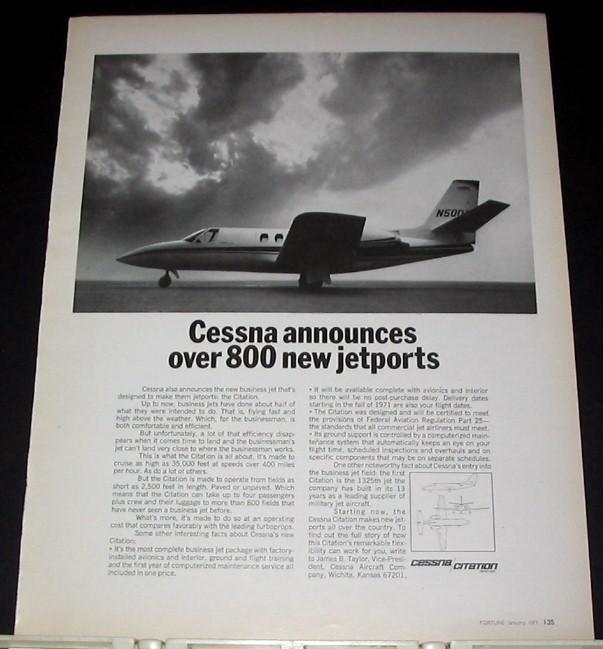 N500
Cessna announces
over 800 new jetports
Cessna also announces the new business jet that's
designed to make them jetports: the Citation.
Up to now, business jets have done about half of
what they were intended to do. That is, flying fast and
high above the weather. Which, for the businessman, is
both comfortable and efficient.
But unfortunately, a lot of that efficiency disap-
pears when it comes time to land and the businessman's
jet can't land very close to where the businessman works.
This is what the Citation is all about. It's made to
cruise as high as 35,000 feet at speeds over 400 miles
per hour. As do a lot of others.
But the Citation is made to operate from fields as
short as 2,500 feet in length. Paved or unpaved. Which
means that the Citation can take up to four passengers
plus crew and their luggage to more than 800 fields that
have never seen a business jet before.
What's more, it's made to do so at an operating
cost that compares favorably with the leading turboprops.
Some other interesting facts about Cessna's new
Citation:
• It's the most complete business jet package with factory-
installed avionics and interior, ground and flight training
and the first year of computerized maintenance service all
included in one price.
• It will be available complete with avionics and interior
so there will be no post-purchase delay. Delivery dates
starting in the fall of 1971 are also your flight dates.
• The Citation was designed and will be certified to meet
the provisions of Federal Aviation Regulation Part 25—
the standards that all commercial jet airliners must meet.
• Its ground support is controlled by a computerized main-
tenance system that automatically keeps an eye on your
flight time, scheduled inspections and overhauls and on
specific components that may be on separate schedules.
One other noteworthy fact about Cessna's entry into
the business jet field: the first
Citation is the 1325th jet the
company has built in its 13
years as a leading supplier of
military jet aircraft.
Starting now, the
Cessna Citation makes new jet-
ports all over the country. To
find out the full story of how
this Citation's remarkable flex-
ibility can work for you, write
to James B. Taylor, Vice-Presi-
dent, Cessna Aircraft Com-
pany, Wichita, Kansas 67201.
cessna CITATION
FORTUNE January 1971 135